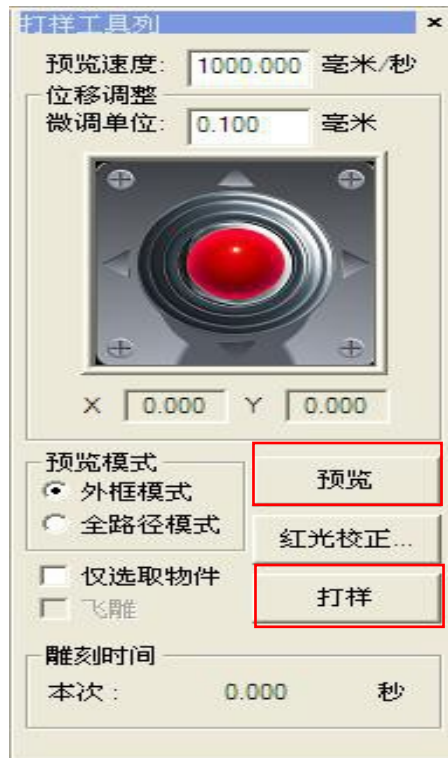 打样工具列
预览速度: 1000.000 毫米/秒
位移调整
微调单位: 0.100 毫米
X 0.000 Y 0.000
预览模式
外框模式
全路径模式
预览
红光校正...
仅选取物件
飞雕
打样
雕刻时间
本次: 0.000 秒